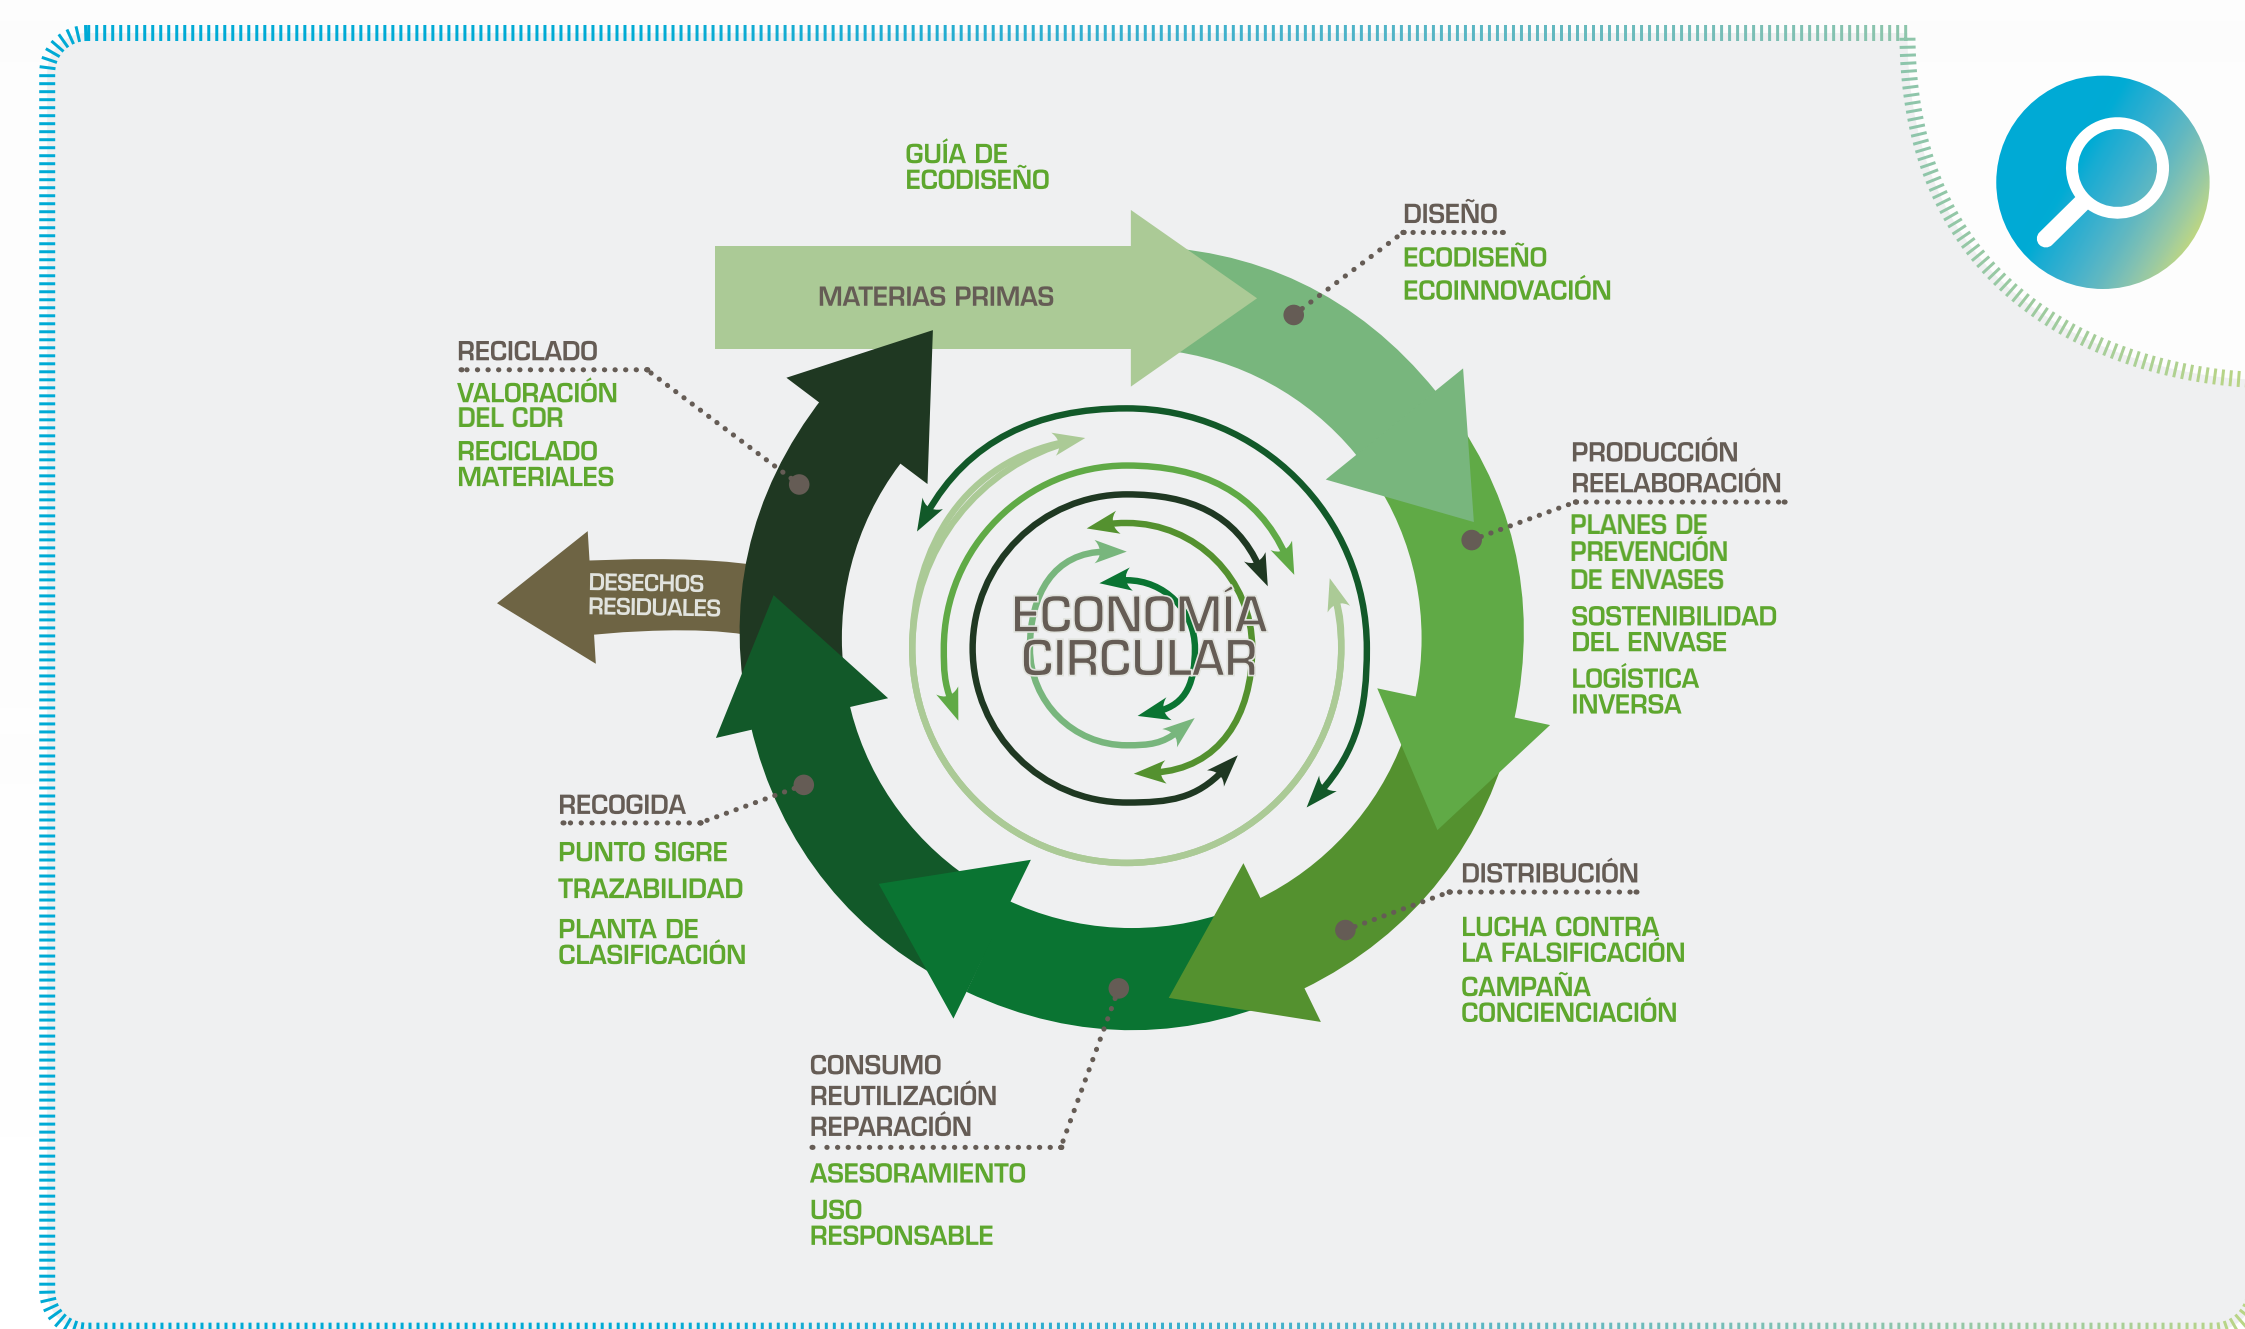 GUÍA DE
ECODISEÑO
MATERIAS PRIMAS
DISEÑO
ECODISEÑO
ECOINNOVACIÓN
PRODUCCIÓN
REELABORACIÓN
PLANES DE
PREVENCIÓN
DE ENVASES
SOSTENIBILIDAD
DEL ENVASE
LOGÍSTICA
INVERSA
DISTRIBUCIÓN
LUCHA CONTRA
LA FALSIFICACIÓN
CAMPAÑA
CONCIENCIACIÓN
CONSUMO
REUTILIZACIÓN
REPARACIÓN
ASESORAMIENTO
USO
RESPONSABLE
RECOGIDA
PUNTO SIGRE
TRAZABILIDAD
PLANTA DE
CLASIFICACIÓN
DESECHOS
RESIDUALES
RECICLADO
VALORACIÓN
DEL CDR
RECICLADO
MATERIALES
ECONOMÍA
CIRCULAR